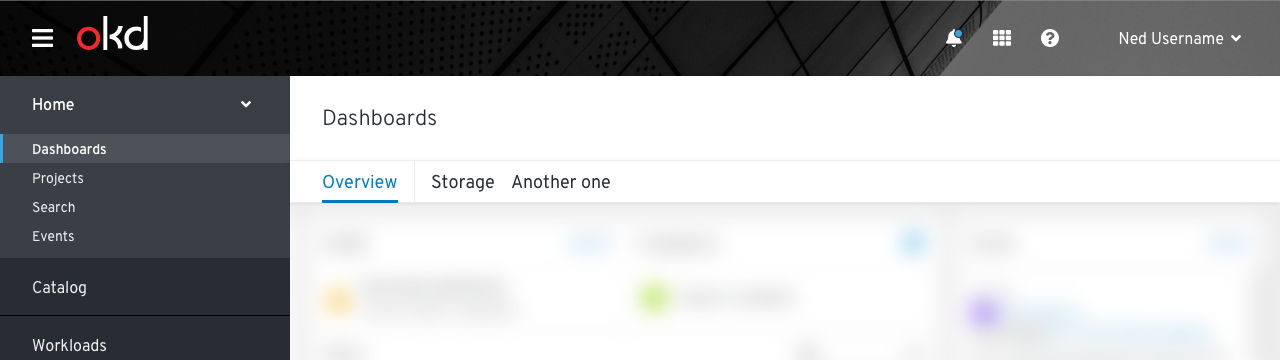 okd
Ned Username
Home
Dashboards
Projects
Search
Events
Catalog
Workloads
Dashboards
Overview
Storage
Another one